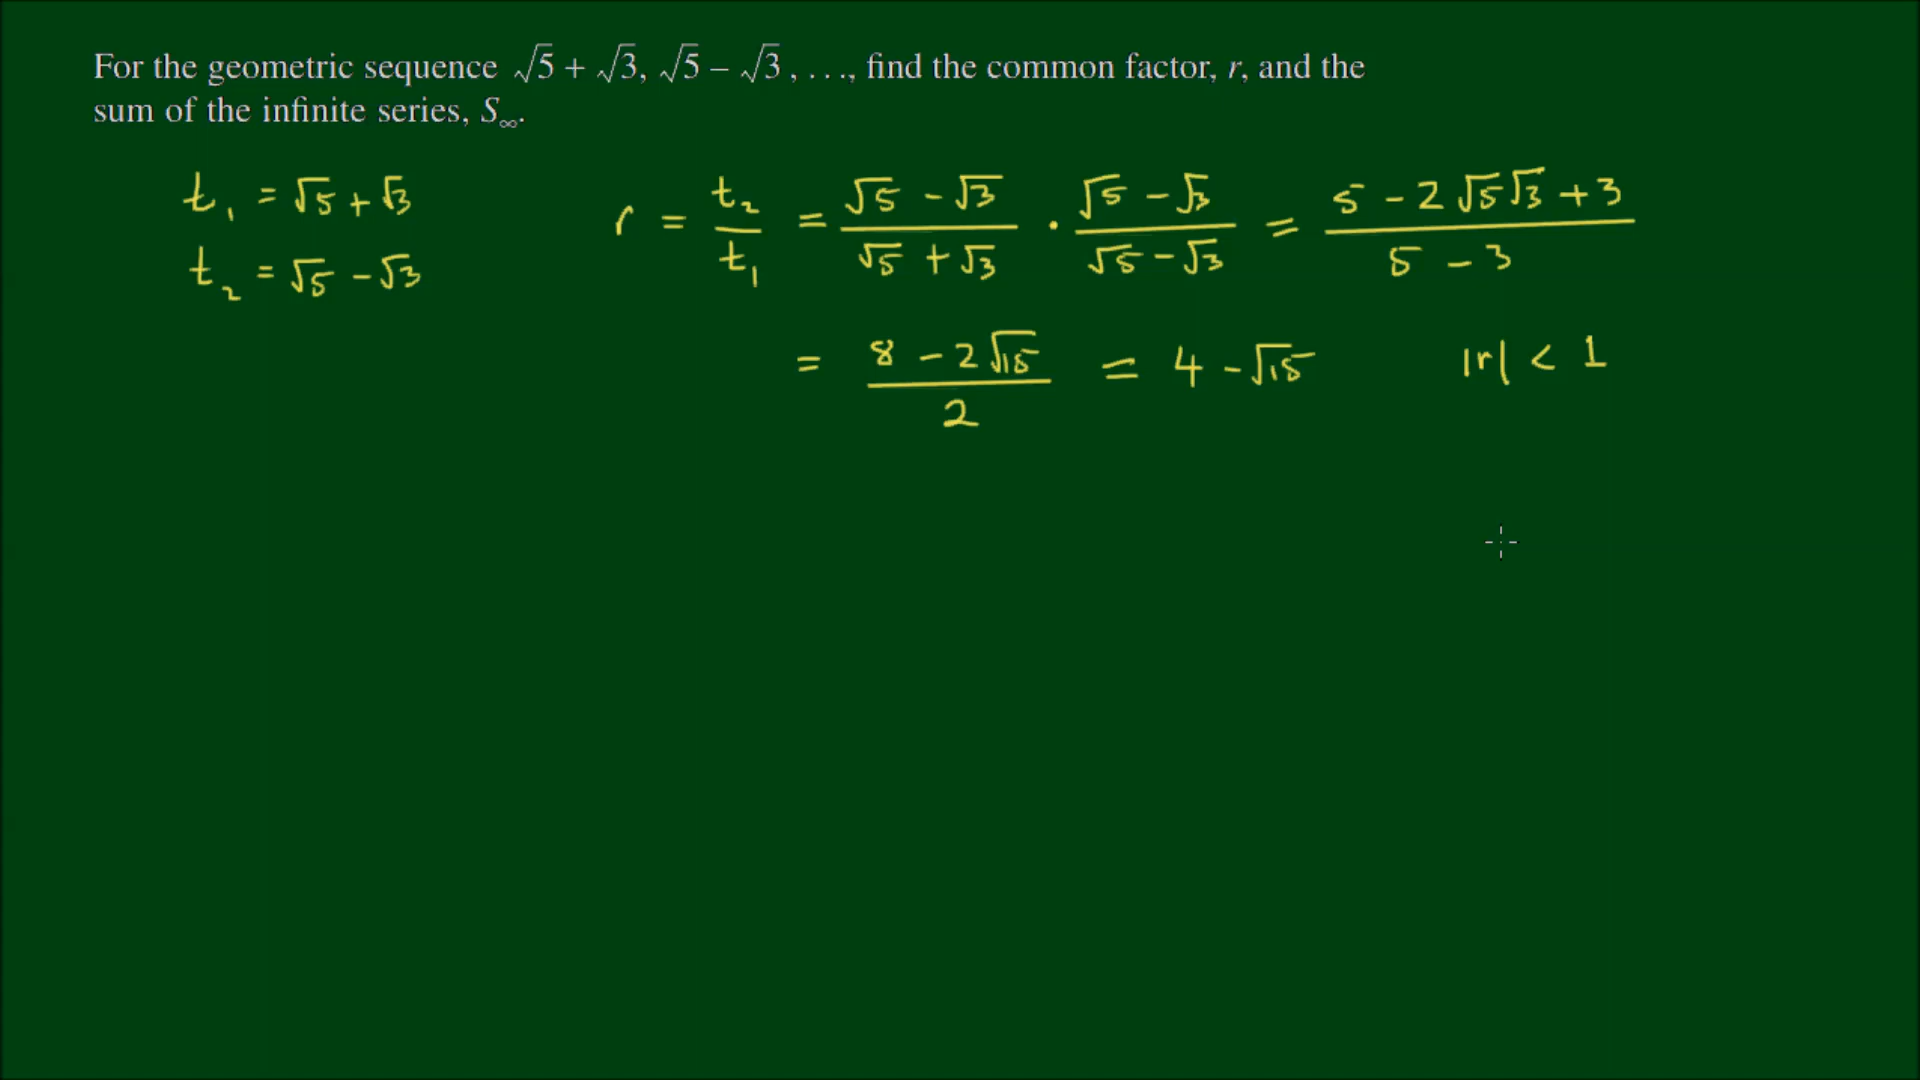 For the geometric sequence √5 + √3, √5 – √3, . . ., find the common factor, r, and the
sum of the infinite series, S∞.
t₁ = √5 + √3
t₂ = √5 − √3
r = t₂/t₁ = (√5 − √3)/(√5 + √3) · (√5 − √3)/(√5 − √3) = (5 − 2√5√3 + 3)/(5 − 3)
= (8 − 2√15)/2 = 4 − √15 |r| < 1